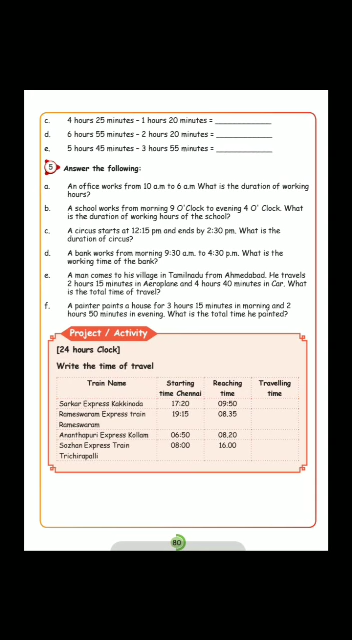 c. 4 hours 25 minutes – 1 hours 20 minutes = ____________
d. 6 hours 55 minutes – 2 hours 20 minutes = ____________
e. 5 hours 45 minutes – 3 hours 55 minutes = ____________
5 Answer the following:
a. An office works from 10 a.m to 6 a.m What is the duration of working
hours?
b. A school works from morning 9 O'Clock to evening 4 O' Clock. What
is the duration of working hours of the school?
c. A circus starts at 12:15 pm and ends by 2:30 pm. What is the
duration of circus?
d. A bank works from morning 9:30 a.m. to 4:30 p.m. What is the
working time of the bank?
e. A man comes to his village in Tamilnadu from Ahmedabad. He travels
2 hours 15 minutes in Aeroplane and 4 hours 40 minutes in Car. What
is the total time of travel?
f. A painter paints a house for 3 hours 15 minutes in morning and 2
hours 50 minutes in evening. What is the total time he painted?
Project / Activity
[24 hours Clock]
Write the time of travel
Train Name Starting Reaching Travelling
time Chennai time time
Sarkar Express Kakkinada 17:20 09:50
Rameswaram Express train 19:15 08.35
Rameswaram
Ananthapuri Express Kollam 06:50 08.20
Sozhan Express Train 08:00 16.00
Trichirapalli
80